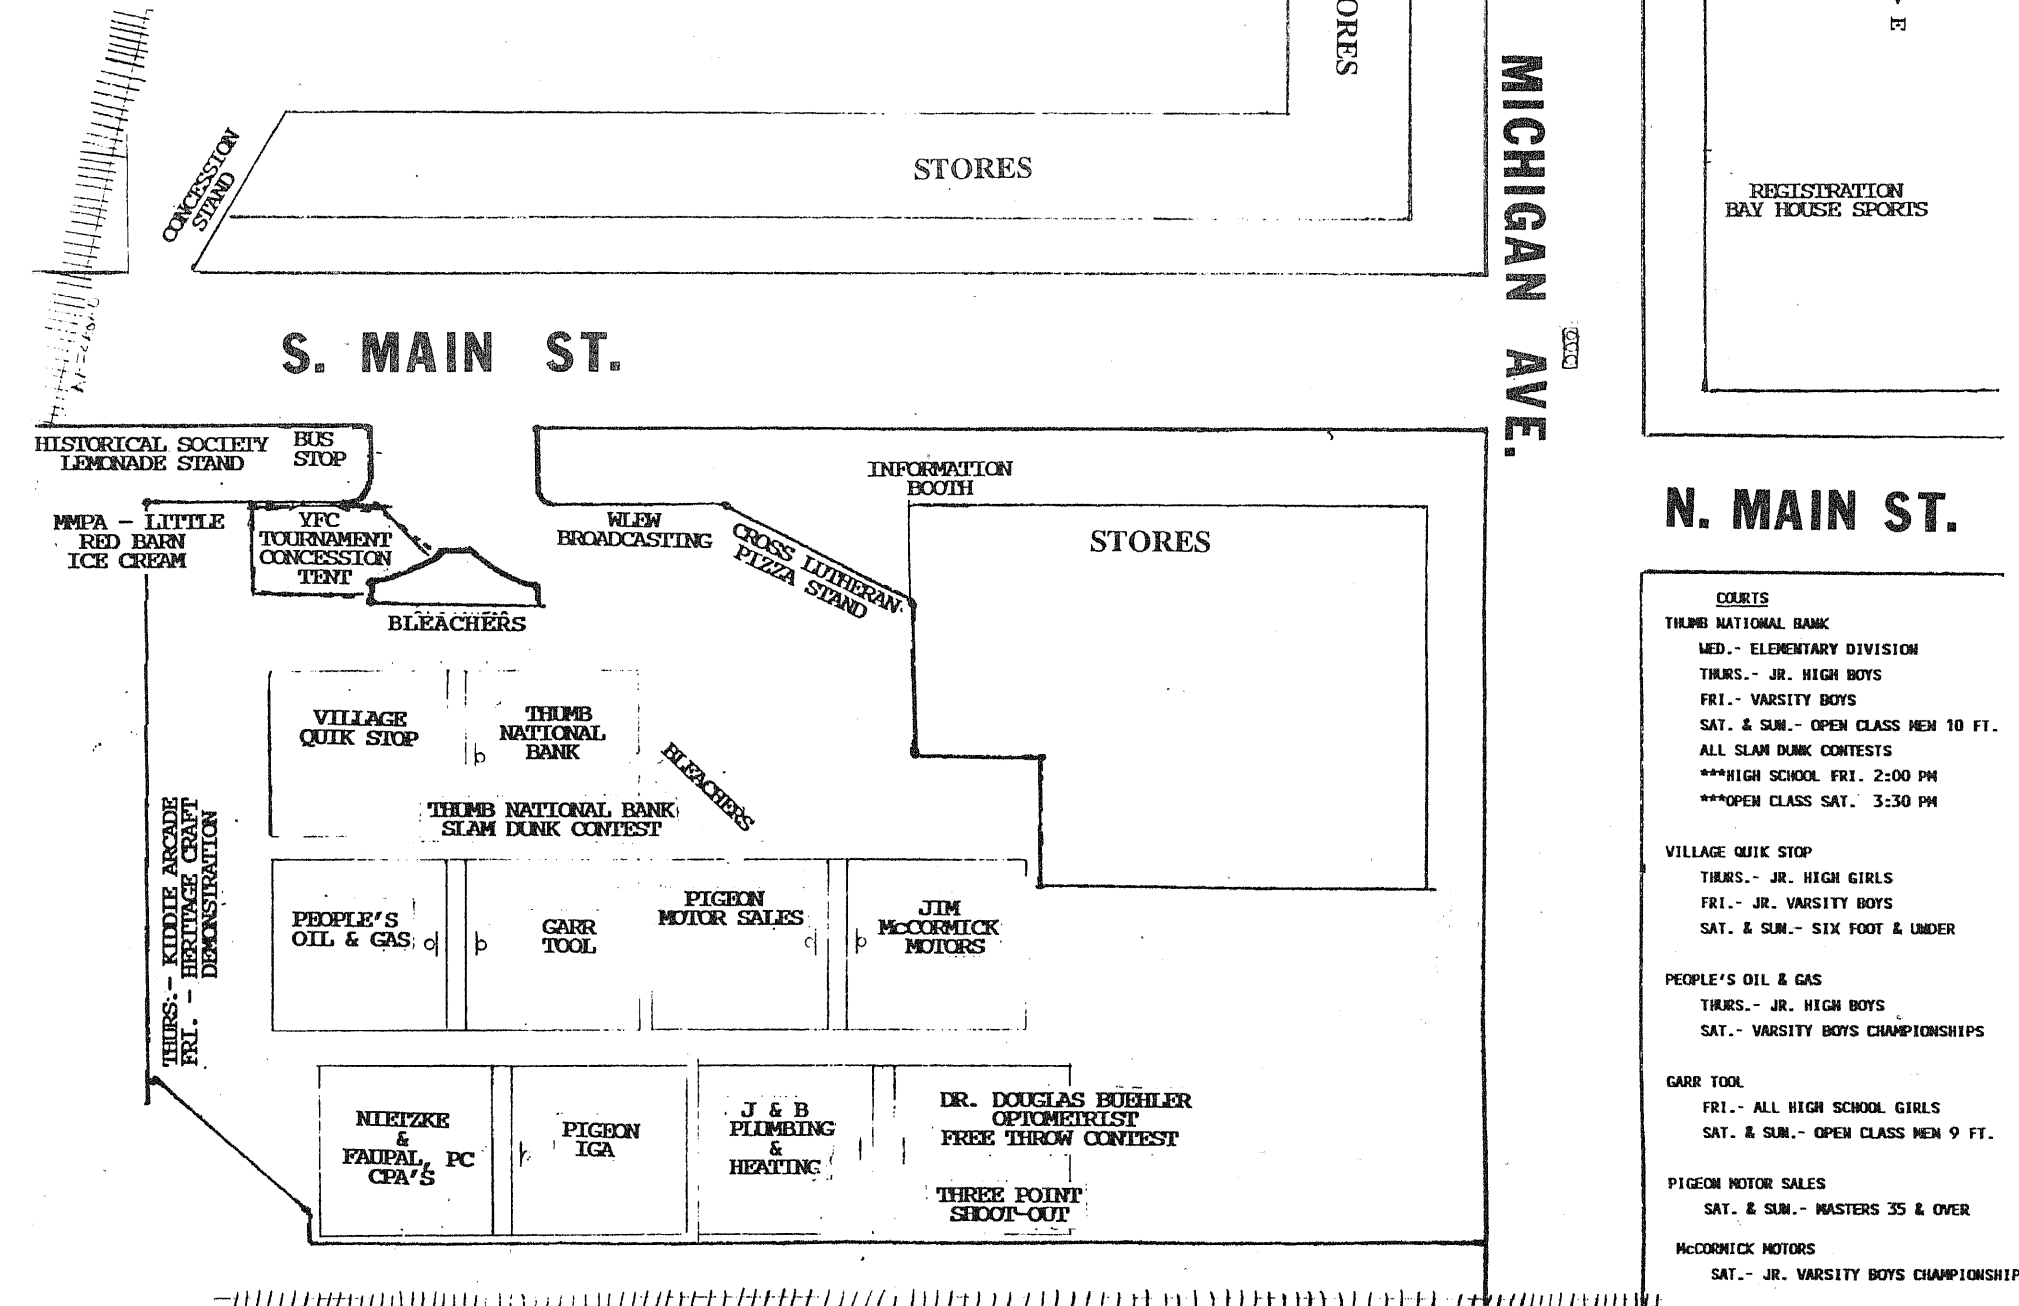 ORES
E
MICHIGAN AVE.
CONCESSION
STAND
STORES
REGISTRATION
BAY HOUSE SPORTS
S. MAIN ST.
HISTORICAL SOCIETY
LEMONADE STAND
BUS
STOP
INFORMATION
BOOTH
N. MAIN ST.
MMPA - LITTLE
RED BARN
ICE CREAM
YFC
TOURNAMENT
CONCESSION
TENT
WLEW
BROADCASTING
CROSS LUTHERAN
PIZZA STAND
STORES
BLEACHERS
VILLAGE
QUIK STOP
THUMB
NATIONAL
BANK
BLEACHERS
THUMB NATIONAL BANK
SLAM DUNK CONTEST
THURS.- KIDDIE ARCADE
FRI. - HERITAGE CRAFT
DEMONSTRATION
PEOPLE'S
OIL & GAS
GARR
TOOL
PIGEON
MOTOR SALES
JIM
McCORMICK
MOTORS
NIETZKE
&
FAUPAL, PC
CPA'S
PIGEON
IGA
J & B
PLUMBING
&
HEATING
DR. DOUGLAS BUEHLER
OPTOMETRIST
FREE THROW CONTEST
THREE POINT
SHOOT-OUT
COURTS
THUMB NATIONAL BANK
WED.- ELEMENTARY DIVISION
THURS.- JR. HIGH BOYS
FRI.- VARSITY BOYS
SAT. & SUN.- OPEN CLASS MEN 10 FT.
ALL SLAM DUNK CONTESTS
***HIGH SCHOOL FRI. 2:00 PM
***OPEN CLASS SAT. 3:30 PM
VILLAGE QUIK STOP
THURS.- JR. HIGH GIRLS
FRI.- JR. VARSITY BOYS
SAT. & SUN.- SIX FOOT & UNDER
PEOPLE'S OIL & GAS
THURS.- JR. HIGH BOYS
SAT.- VARSITY BOYS CHAMPIONSHIPS
GARR TOOL
FRI.- ALL HIGH SCHOOL GIRLS
SAT. & SUN.- OPEN CLASS MEN 9 FT.
PIGEON MOTOR SALES
SAT. & SUN.- MASTERS 35 & OVER
McCORMICK MOTORS
SAT.- JR. VARSITY BOYS CHAMPIONSHIP